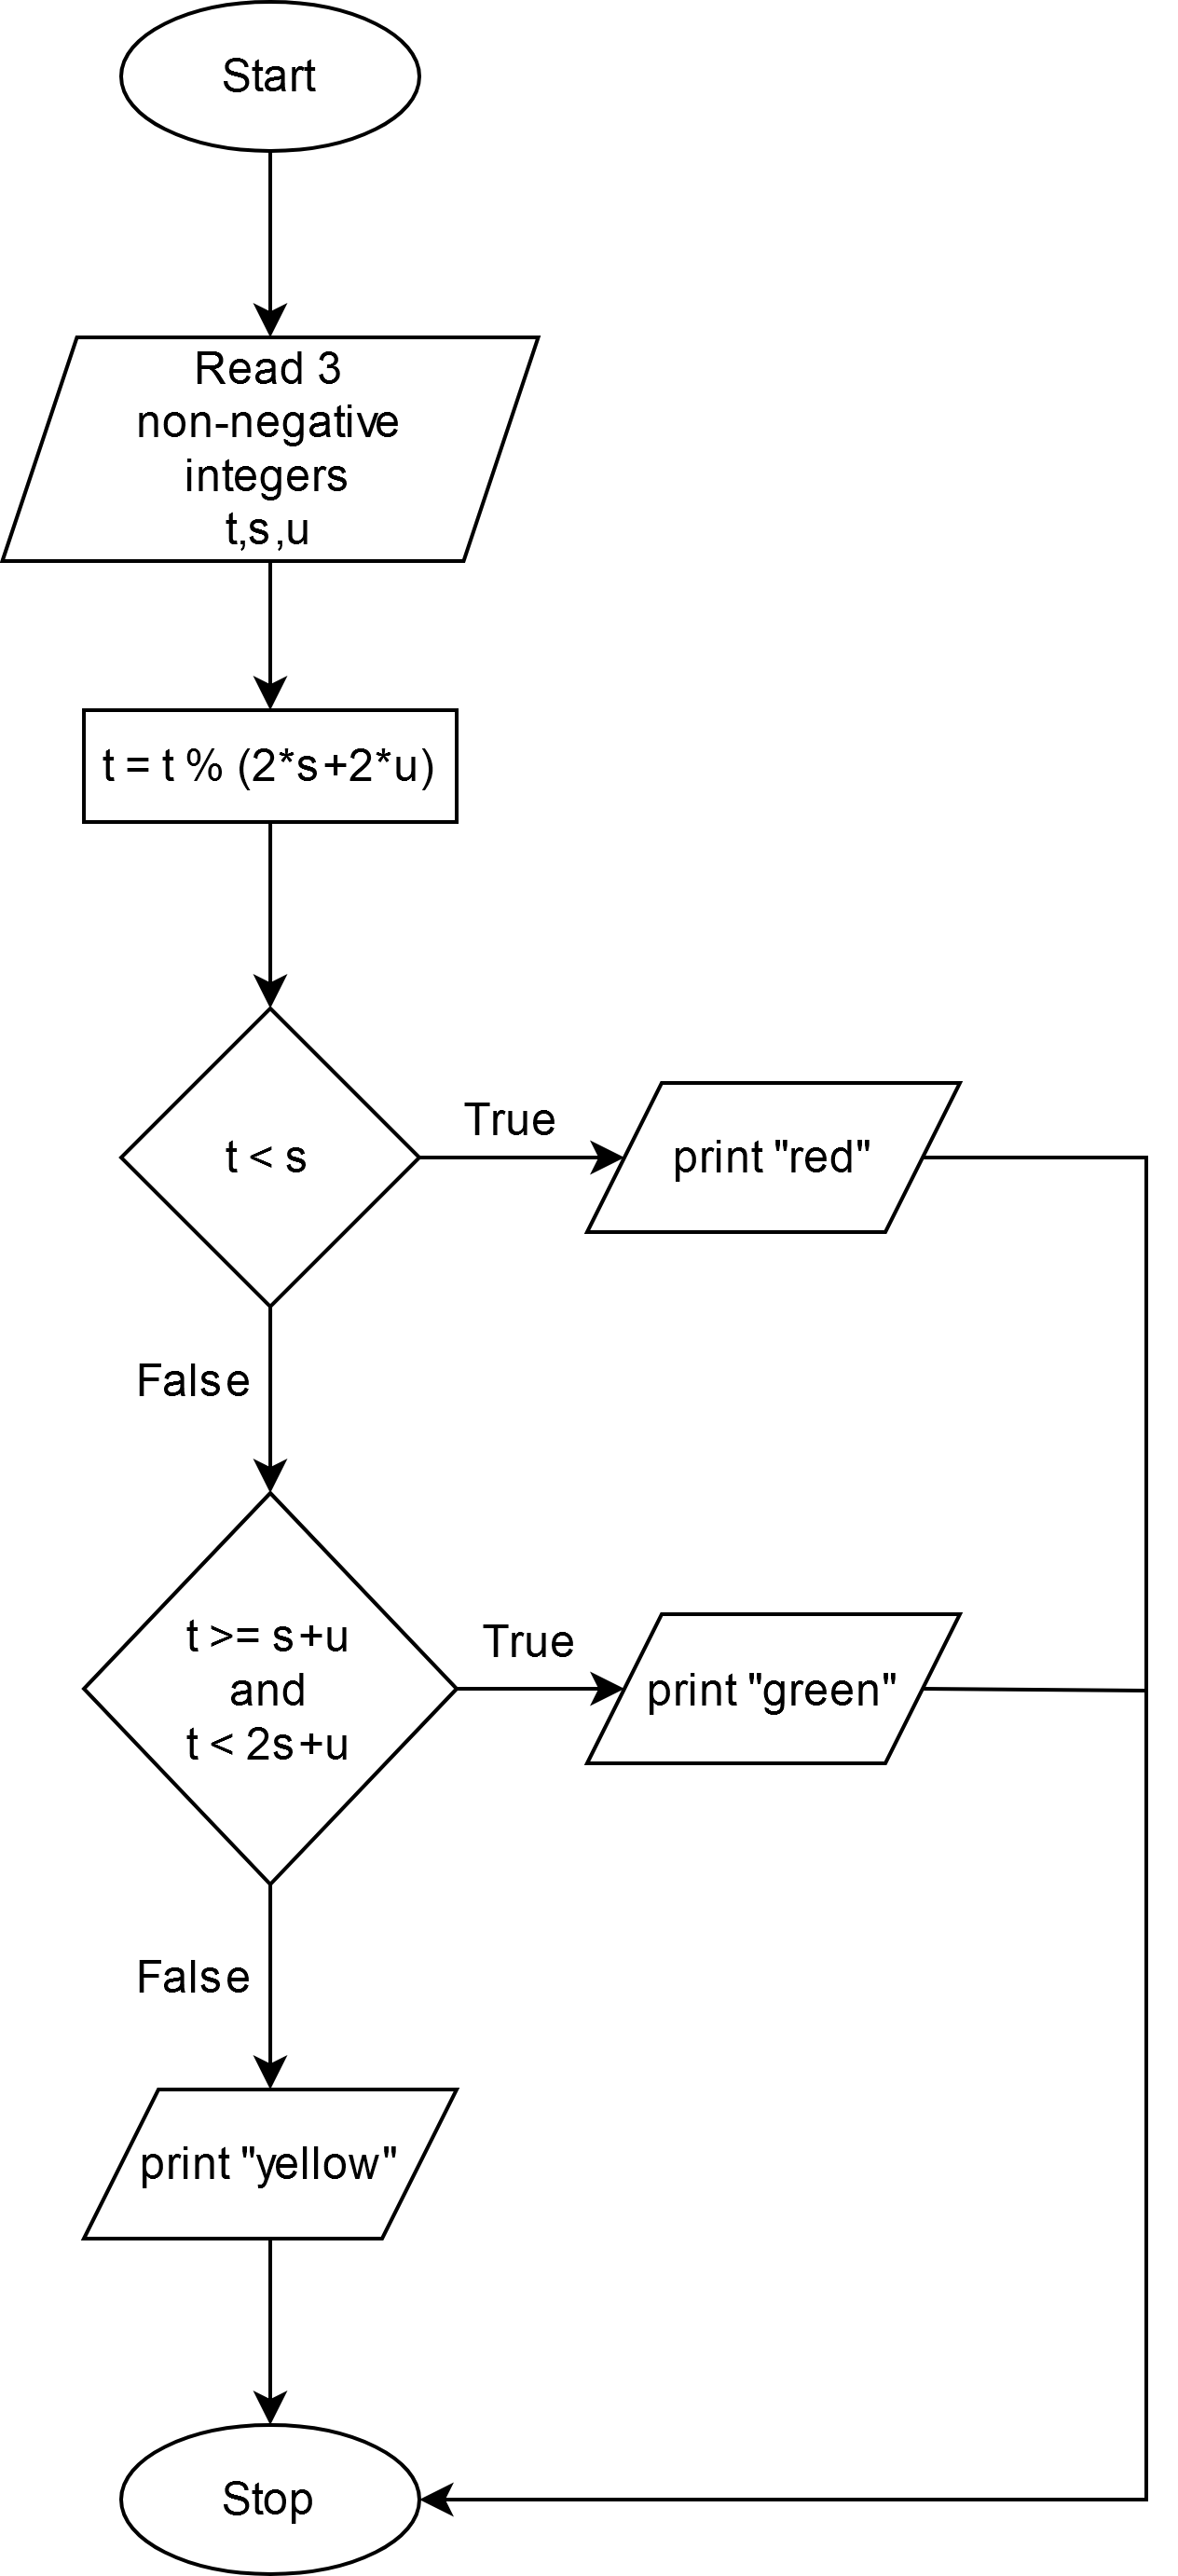 Start
Read 3
non-negative
integers
t,s,u
t = t % (2*s+2*u)
t < s
True
print "red"
False
t >= s+u
and
t < 2s+u
True
print "green"
False
print "yellow"
Stop